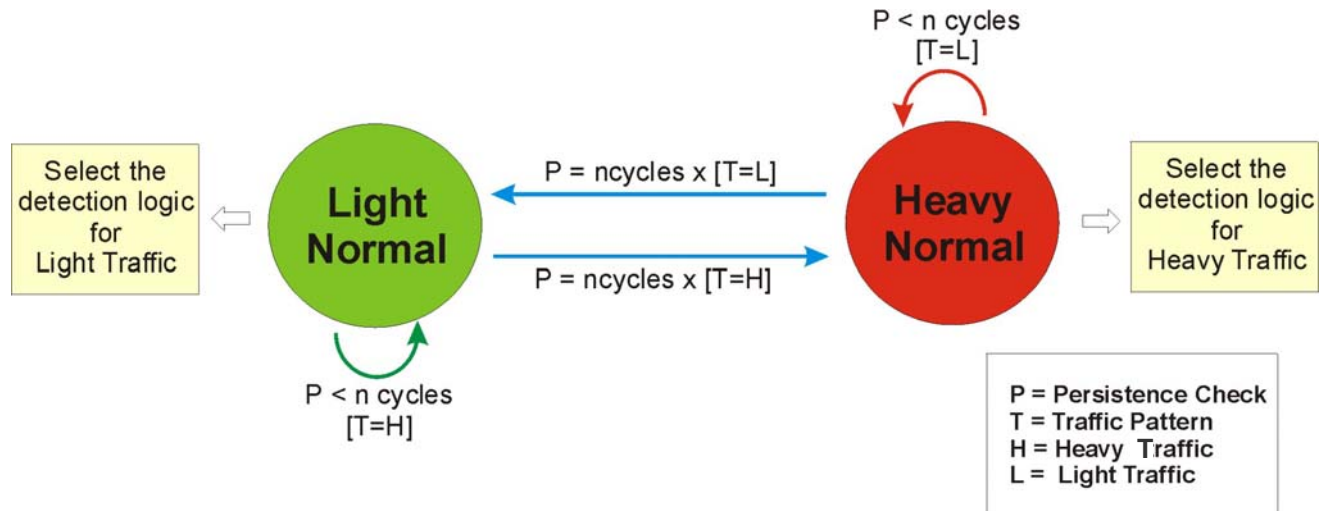 P < n cycles
[T=L]
Select the
detection logic
for
Light Traffic
Light
Normal
P = ncycles x [T=L]
P = ncycles x [T=H]
Heavy
Normal
Select the
detection logic
for
Heavy Traffic
P < n cycles
[T=H]
P = Persistence Check
T = Traffic Pattern
H = Heavy Traffic
L = Light Traffic